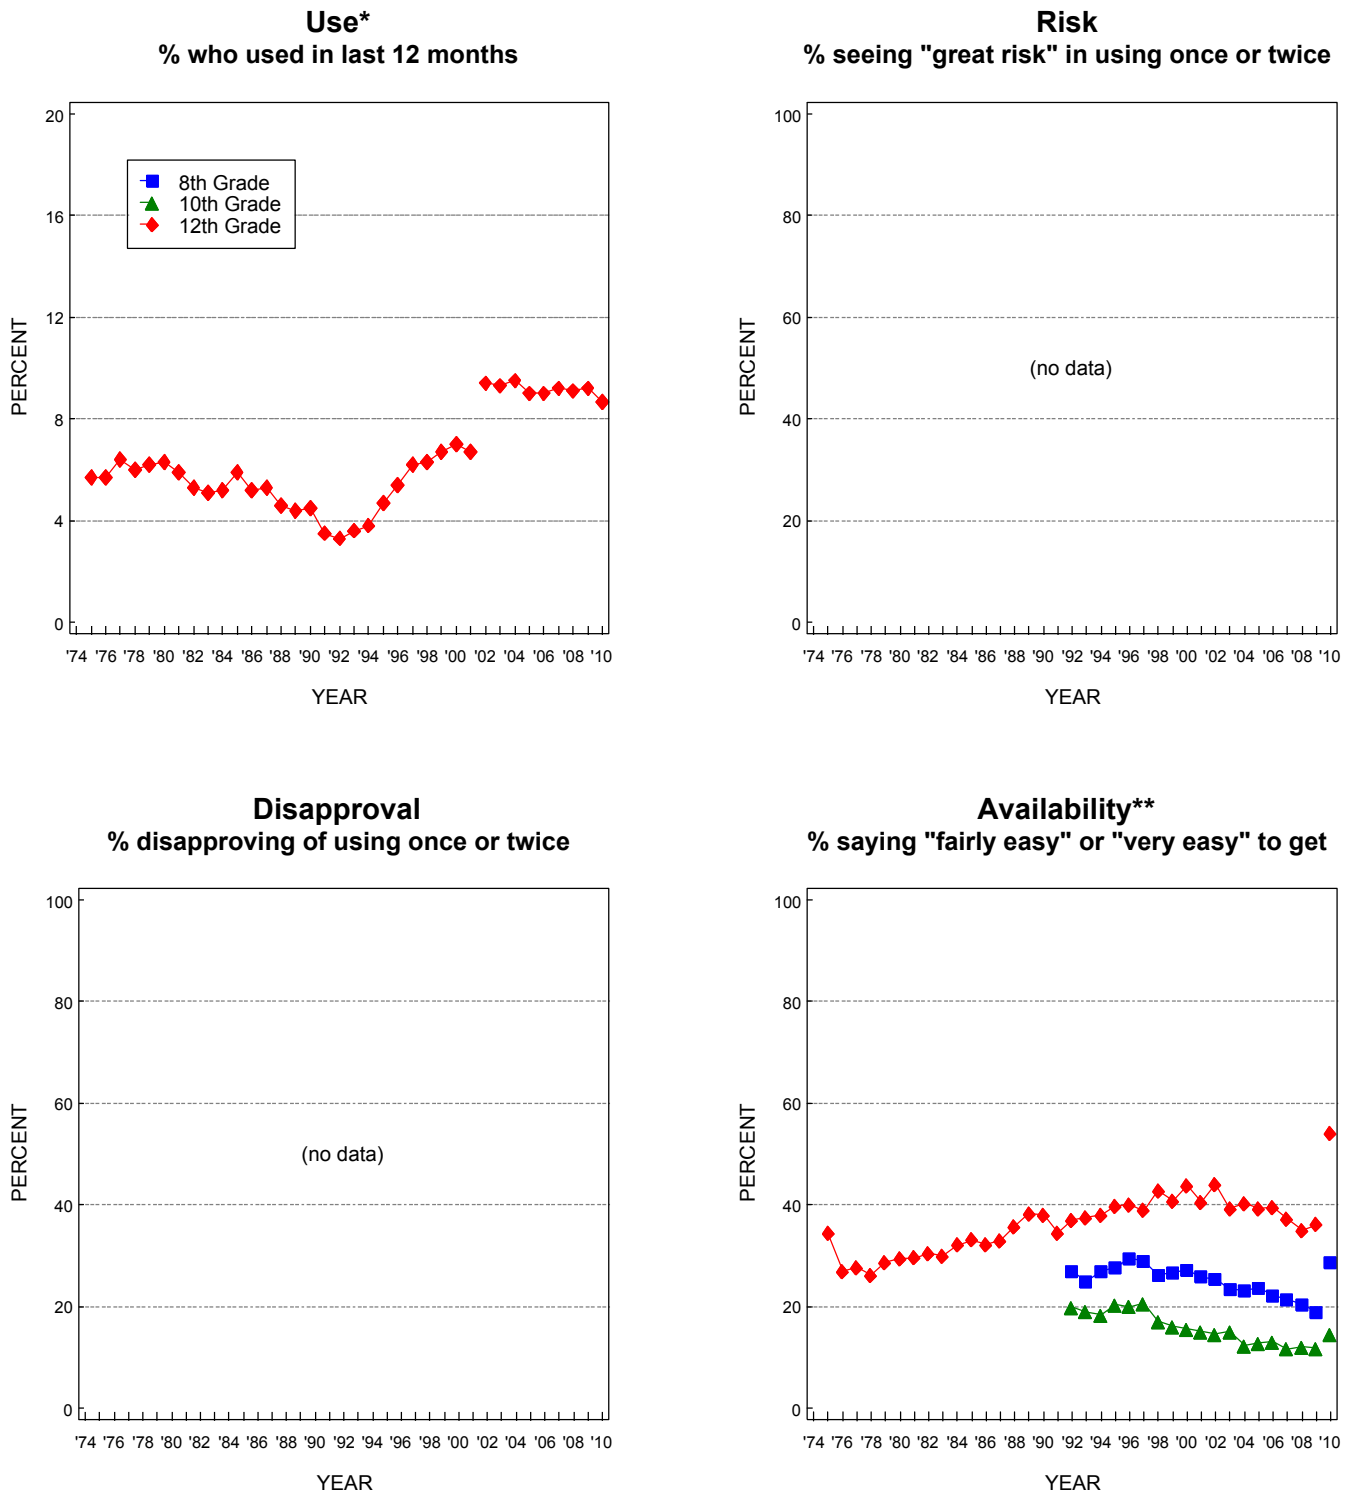 Use*
% who used in last 12 months
20
16
12
8
4
0
PERCENT
8th Grade
10th Grade
12th Grade
'74 '76 '78 '80 '82 '84 '86 '88 '90 '92 '94 '96 '98 '00 '02 '04 '06 '08 '10
YEAR
Risk
% seeing "great risk" in using once or twice
100
80
60
40
20
0
PERCENT
(no data)
'74 '76 '78 '80 '82 '84 '86 '88 '90 '92 '94 '96 '98 '00 '02 '04 '06 '08 '10
YEAR
Disapproval
% disapproving of using once or twice
100
80
60
40
20
0
PERCENT
(no data)
'74 '76 '78 '80 '82 '84 '86 '88 '90 '92 '94 '96 '98 '00 '02 '04 '06 '08 '10
YEAR
Availability**
% saying "fairly easy" or "very easy" to get
100
80
60
40
20
0
PERCENT
'74 '76 '78 '80 '82 '84 '86 '88 '90 '92 '94 '96 '98 '00 '02 '04 '06 '08 '10
YEAR